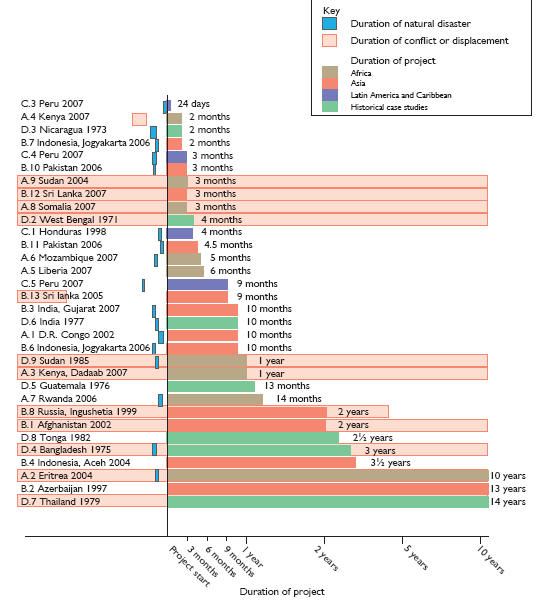 Key
Duration of natural disaster
Duration of conflict or displacement
Duration of project
Africa
Asia
Latin America and Caribbean
Historical case studies
C.3 Peru 2007 24 days
A.4 Kenya 2007 2 months
D.3 Nicaragua 1973 2 months
B.7 Indonesia, Jogyakarta 2006 2 months
C.4 Peru 2007 3 months
B.10 Pakistan 2006 3 months
A.9 Sudan 2004 3 months
B.12 Sri Lanka 2007 3 months
A.8 Somalia 2007 3 months
D.2 West Bengal 1971 4 months
C.1 Honduras 1998 4 months
B.11 Pakistan 2006 4.5 months
A.6 Mozambique 2007 5 months
A.5 Liberia 2007 6 months
C.5 Peru 2007 9 months
B.13 Sri lanka 2005 9 months
B.3 India, Gujarat 2007 10 months
D.6 India 1977 10 months
A.1 D.R. Congo 2002 10 months
B.6 Indonesia, Jogyakarta 2006 10 months
D.9 Sudan 1985 1 year
A.3 Kenya, Dadaab 2007 1 year
D.5 Guatemala 1976 13 months
A.7 Rwanda 2006 14 months
B.8 Russia, Ingushetia 1999 2 years
B.1 Afghanistan 2002 2 years
D.8 Tonga 1982 2½ years
D.4 Bangladesh 1975 3 years
B.4 Indonesia, Aceh 2004 3½ years
A.2 Eritrea 2004 10 years
B.2 Azerbaijan 1997 13 years
D.7 Thailand 1979 14 years
Project start 3 months 6 months 9 months 1 year 2 years 5 years 10 years
Duration of project